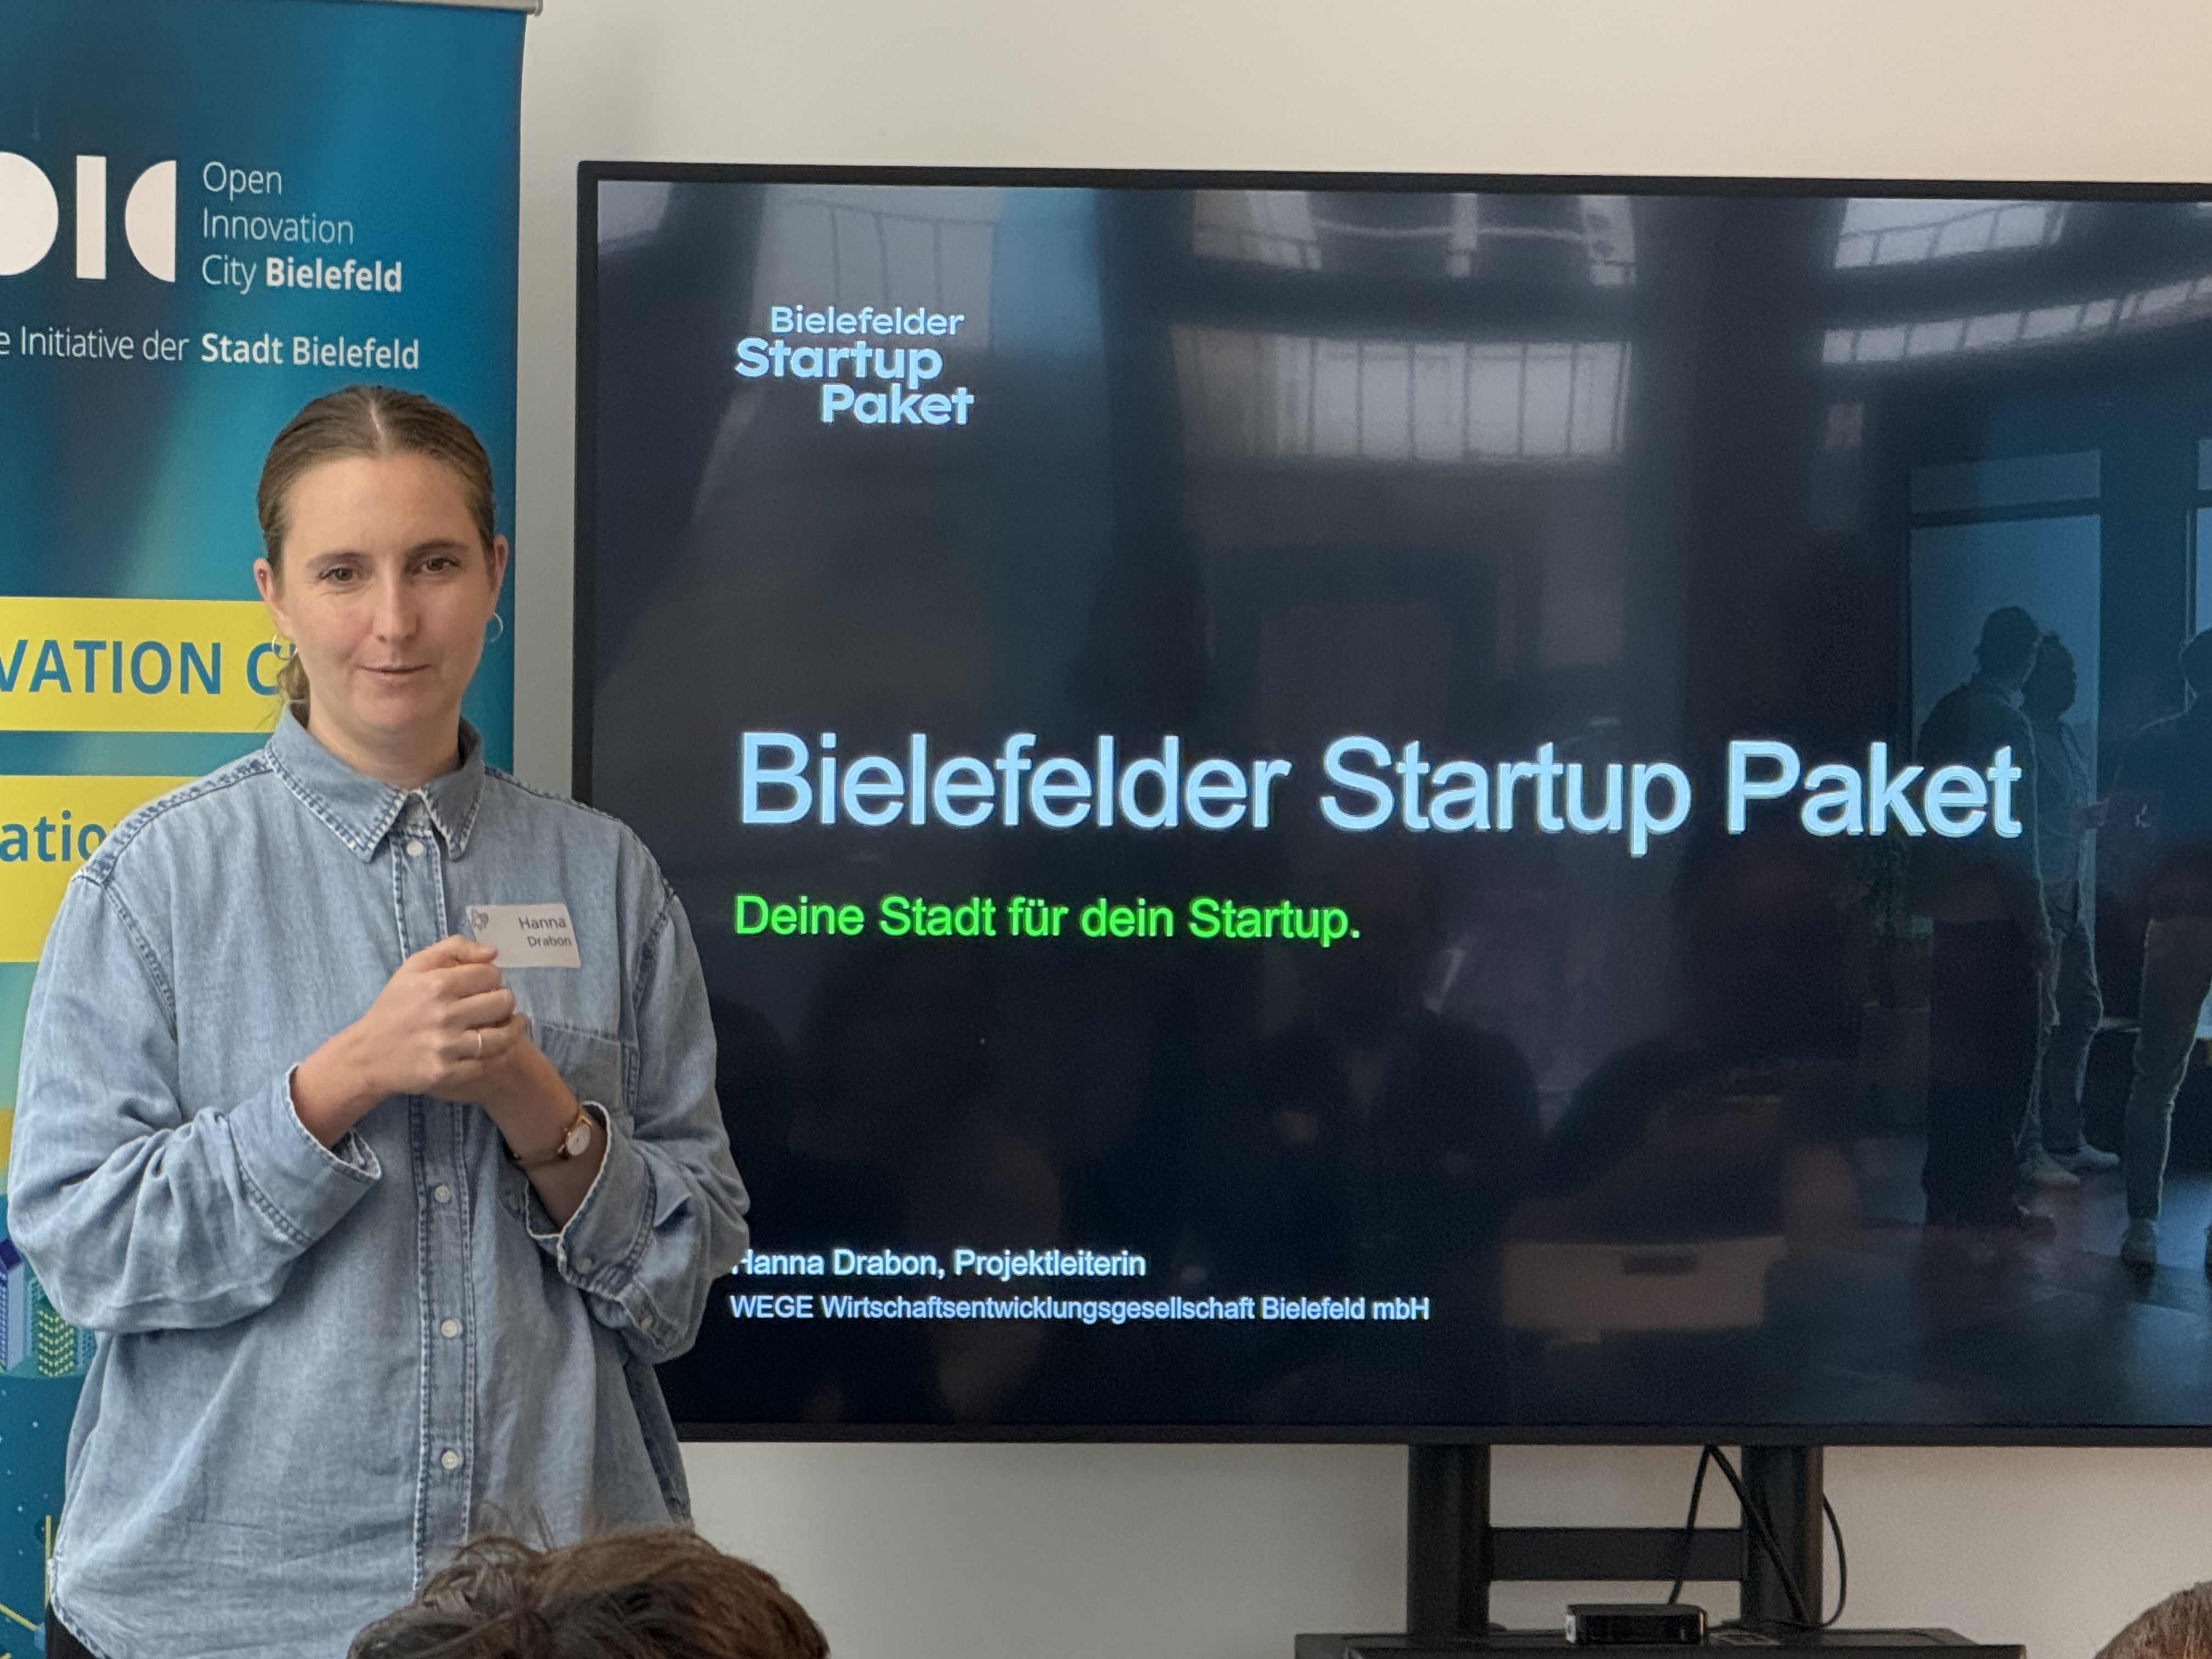 Open
Innovation
City Bielefeld
e Initiative der Stadt Bielefeld
VATION C
atio
Hanna
Drabon
Bielefelder
Startup
Paket
Bielefelder Startup Paket
Deine Stadt für dein Startup.
Hanna Drabon, Projektleiterin
WEGE Wirtschaftsentwicklungsgesellschaft Bielefeld mbH